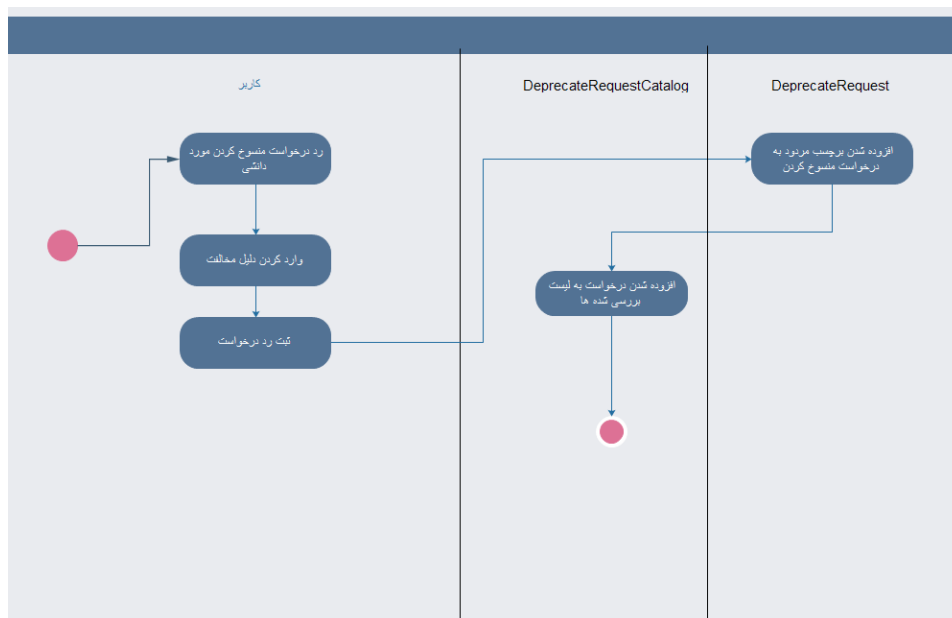 کاربر
DeprecateRequestCatalog
DeprecateRequest
رد درخواست منسوخ کردن مورد
دانشی
وارد کردن دلیل مخالفت
ثبت رد درخواست
افزوده شدن درخواست به لیست
بررسی شده ها
افزوده شدن برچسب مردود به
درخواست منسوخ کردن